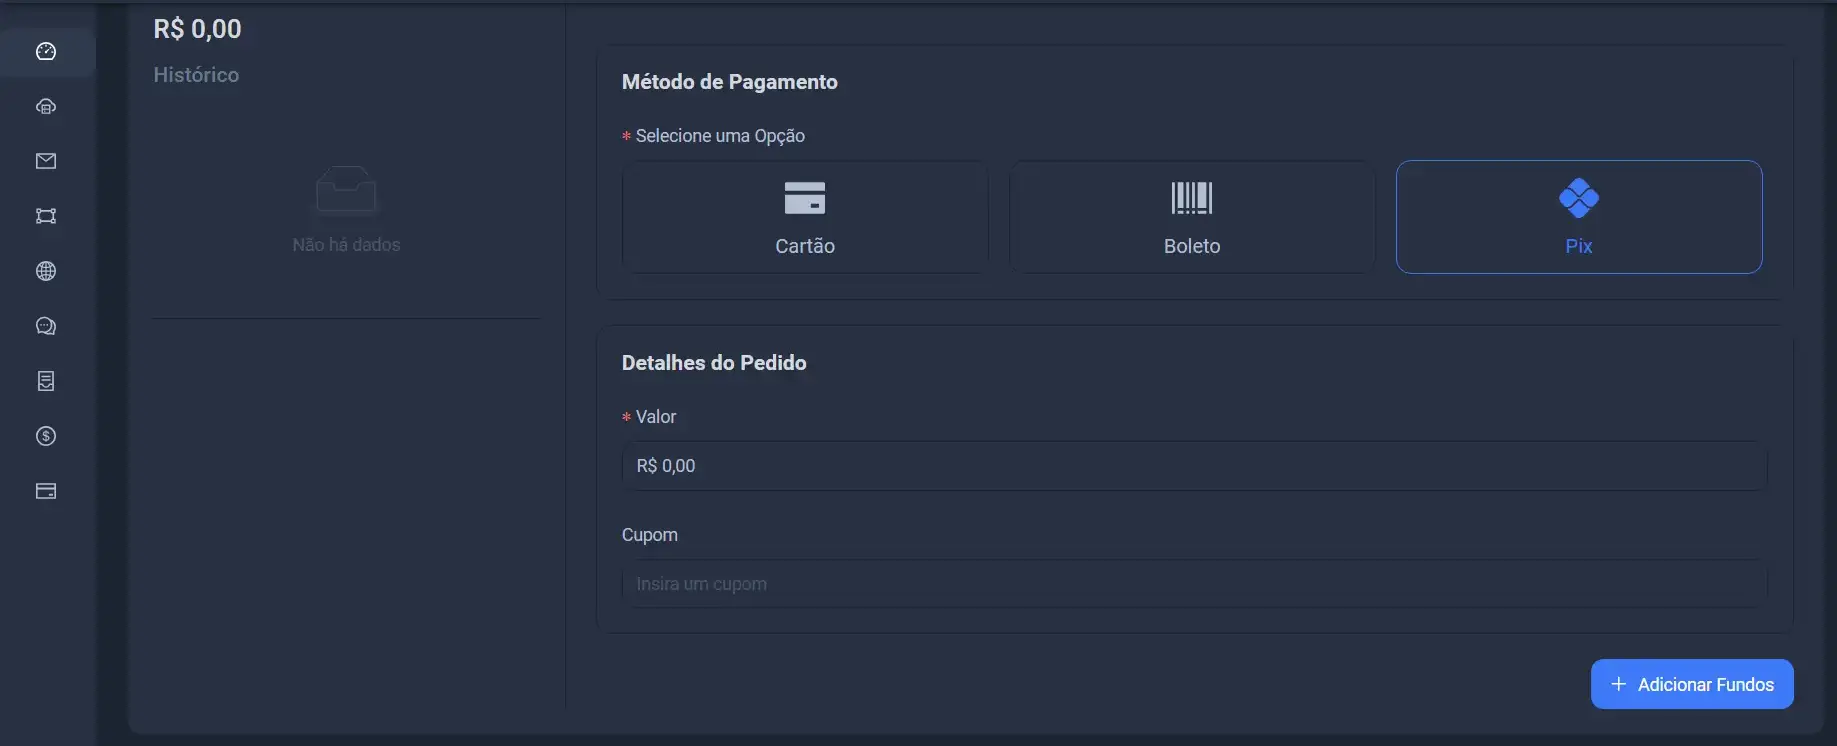 R$ 0,00
Histórico
Não há dados
Método de Pagamento
* Selecione uma Opção
Cartão
Boleto
Pix
Detalhes do Pedido
* Valor
R$ 0,00
Cupom
Insira um cupom
+ Adicionar Fundos